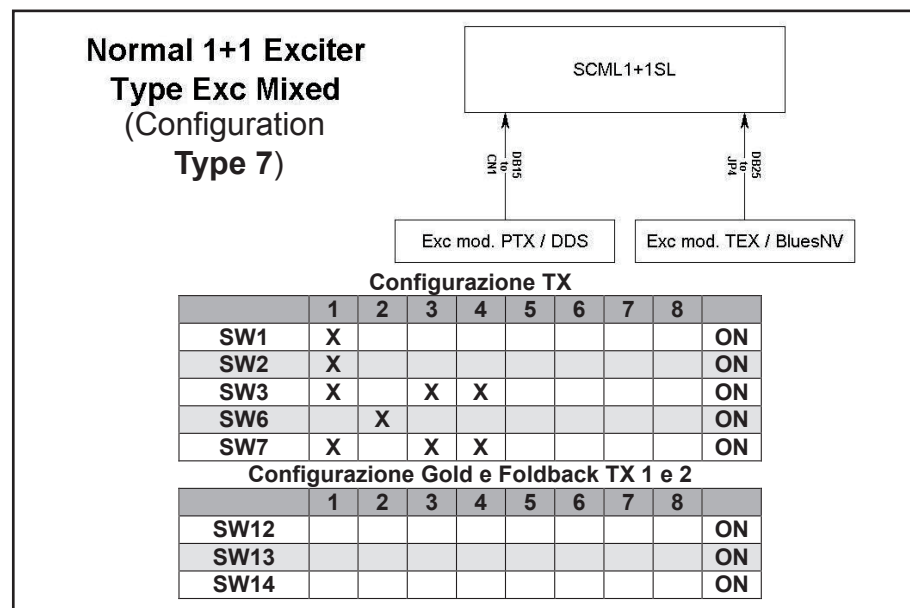 Normal 1+1 Exciter
Type Exc Mixed
(Configuration
Type 7)
SCML1+1SL
DB15
to
CN1
DB25
to
JP4
Exc mod. PTX / DDS
Exc mod. TEX / BluesNV
Configurazione TX
1 2 3 4 5 6 7 8
SW1 X ON
SW2 X ON
SW3 X X X ON
SW6 X ON
SW7 X X X ON
Configurazione Gold e Foldback TX 1 e 2
1 2 3 4 5 6 7 8
SW12 ON
SW13 ON
SW14 ON